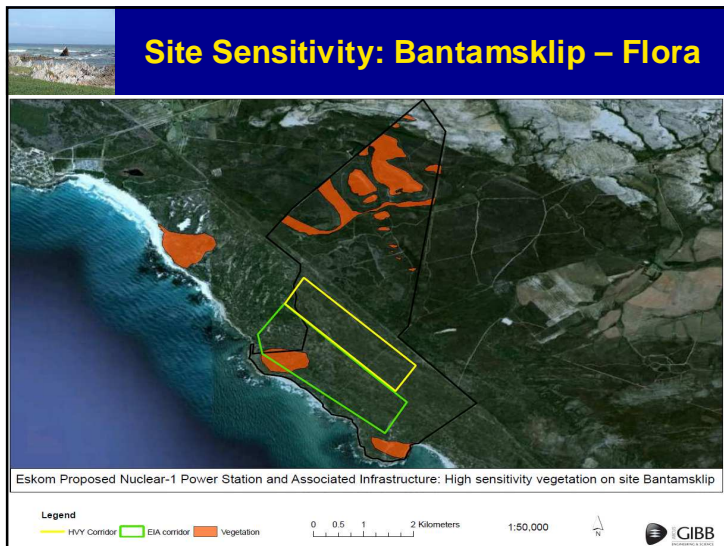 Site Sensitivity: Bantamsklip – Flora
Eskom Proposed Nuclear-1 Power Station and Associated Infrastructure: High sensitivity vegetation on site Bantamsklip
Legend
HVY Corridor EIA corridor Vegetation
0 0.5 1 2 Kilometers
1:50,000
N
GIBB